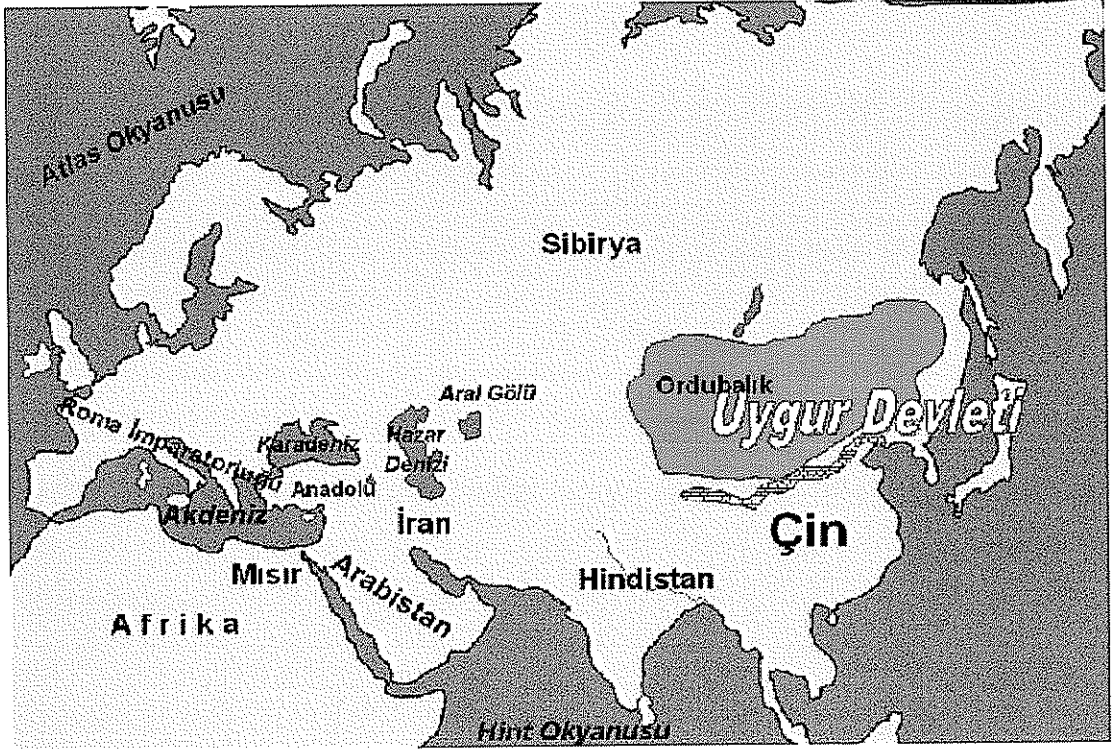 Atlas Okyanusu
Sibirya
Ordubalık
Uygur Devleti
Aral Gölü
Roma İmparatorluğu
Karadeniz
Hazar
Denizi
Anadolu
Akdeniz
İran
Çin
Mısır
Arabistan
Hindistan
Afrika
Hint Okyanusu